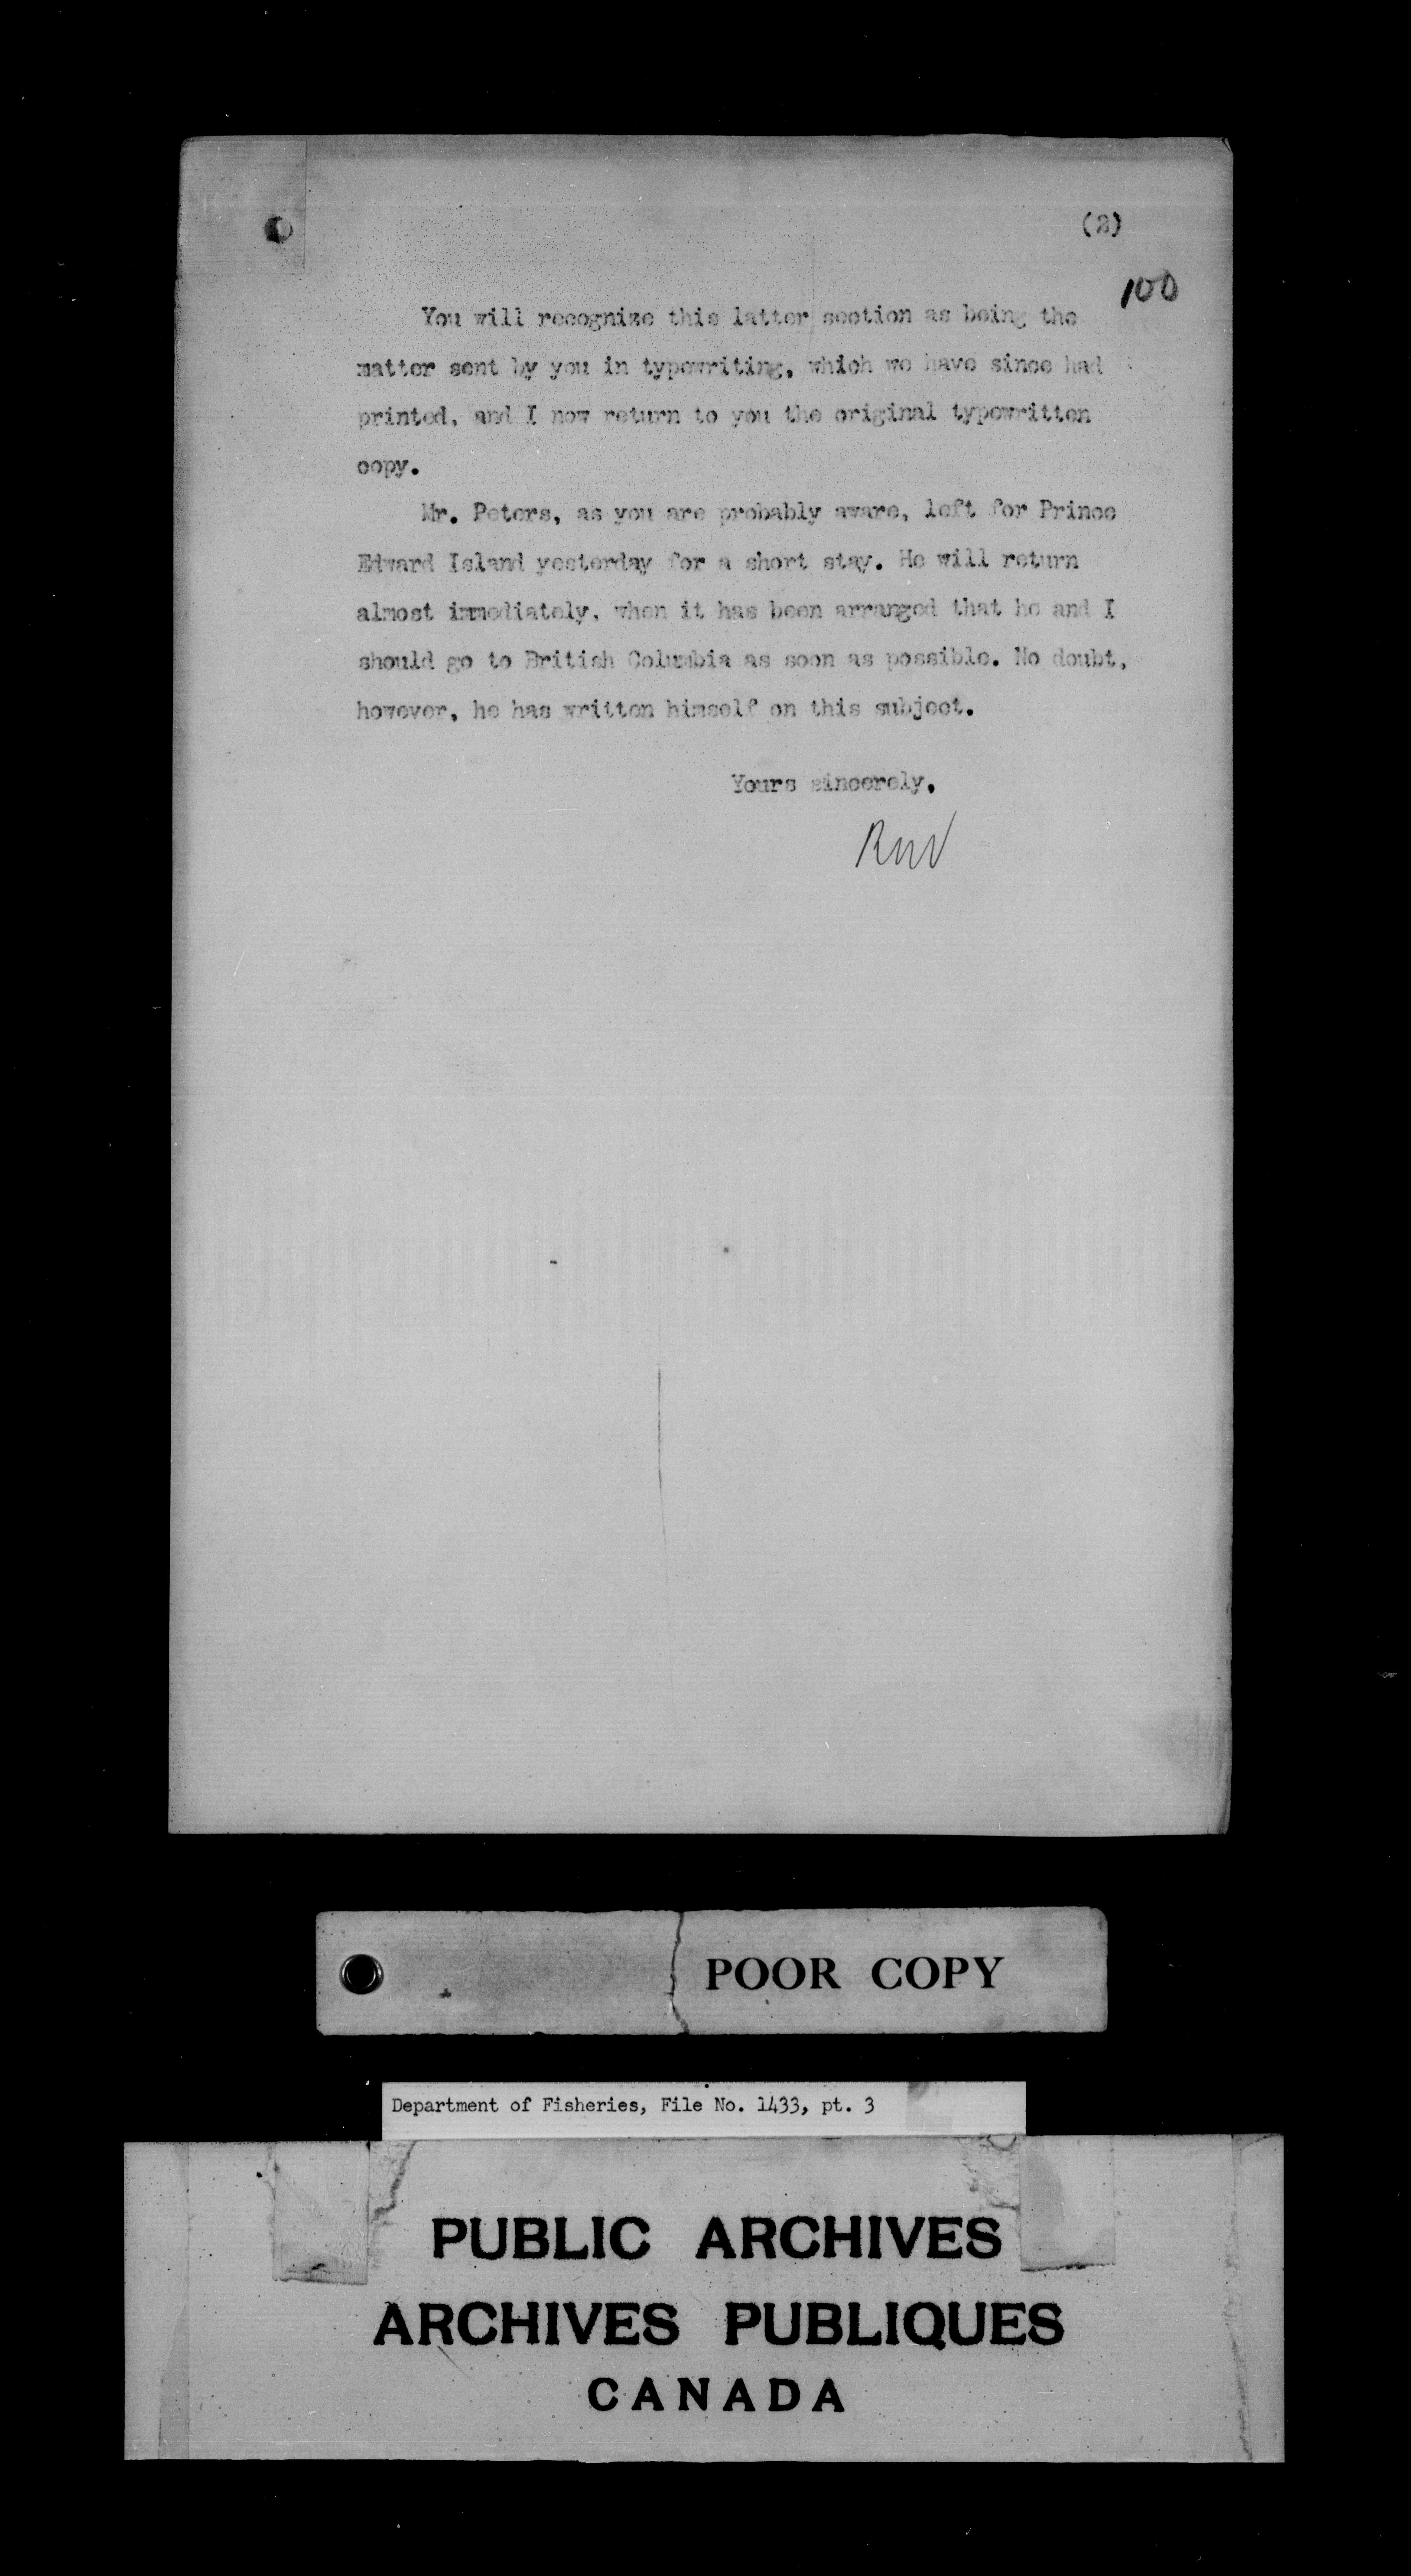 (2)
100
You will recognize this latter section as being the
matter sent by you in typewriting, which we have since had
printed, and I now return to you the original typewritten
copy.
Mr. Peters, as you are probably aware, left for Prince
Edward Island yesterday for a short stay. He will return
almost immediately, when it has been arranged that he and I
should go to British Columbia as soon as possible. No doubt,
however, he has written himself on this subject.
Yours sincerely,
POOR COPY
Department of Fisheries, File No. 1433, pt. 3
PUBLIC ARCHIVES
ARCHIVES PUBLIQUES
CANADA